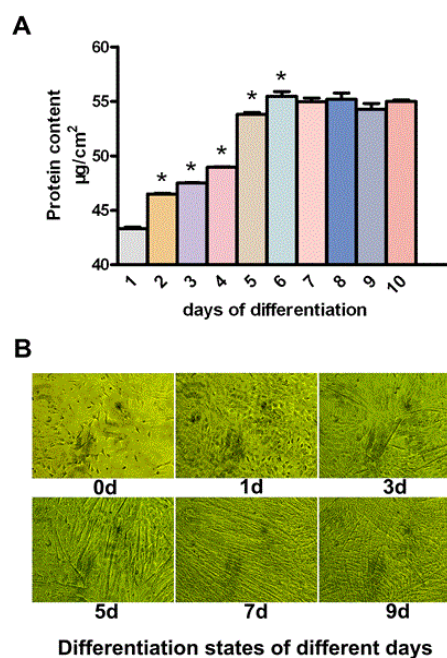 A
Protein content
µg/cm²
60
55
50
45
40
* * * * *
1 2 3 4 5 6 7 8 9 10
days of differentiation
B
0d 1d 3d
5d 7d 9d
Differentiation states of different days